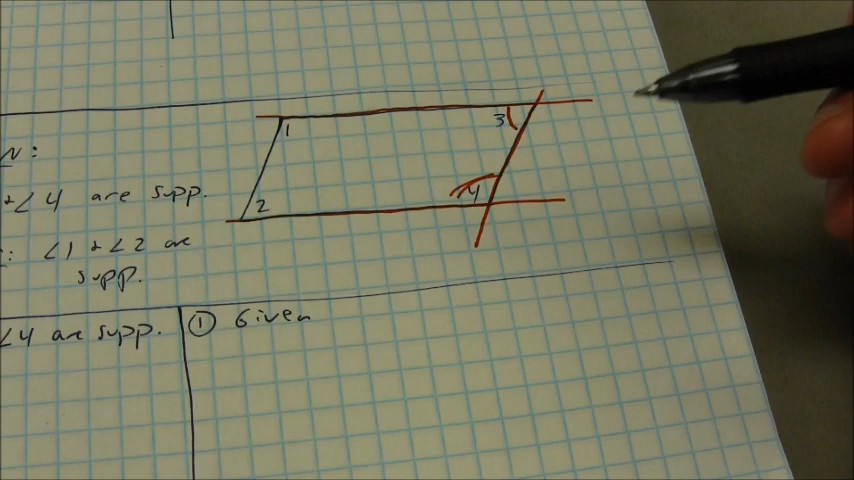 N:
+∠4 are supp.
: ∠1 + ∠2 are
supp.
1
3
4
2
∠4 are supp.
① Given